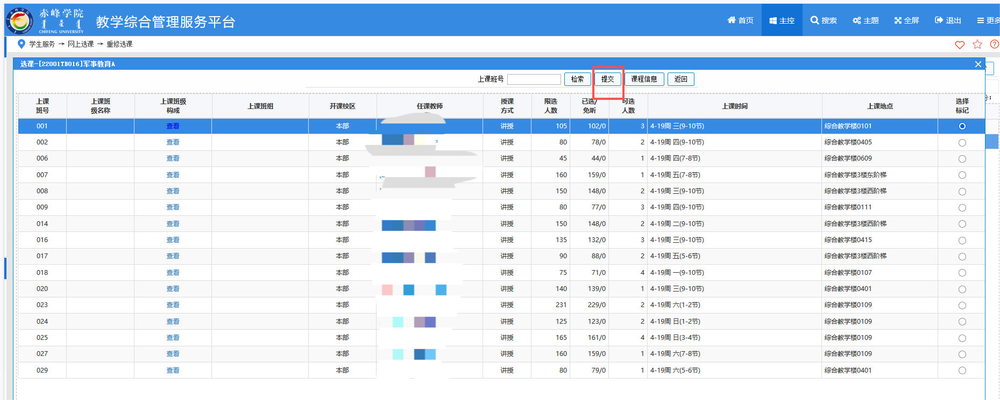 赤峰学院
CHIFENG UNIVERSITY
教学综合管理服务平台
首页 主控 搜索 主题 全屏 退出 更多
学生服务 → 网上选课 → 重修选课
选课-[22001TB016]军事教育A
上课班号 检索 提交 课程信息 返回
上课班号 上课班级名称 上课班级构成 上课班组 开课校区 任课教师 授课方式 限选人数 已选/免听 可选人数 上课时间 上课地点 选择标记
001 查看 本部 讲授 105 102/0 3 4-19周 三(9-10节) 综合教学楼0101
002 查看 本部 讲授 80 78/0 2 4-19周 四(9-10节) 综合教学楼0405
006 查看 本部 讲授 45 44/0 1 4-19周 四(7-8节) 综合教学楼0609
007 查看 本部 讲授 160 159/0 1 4-19周 五(7-8节) 综合教学楼3楼东阶梯
008 查看 本部 讲授 150 148/0 2 4-19周 三(9-10节) 综合教学楼3楼西阶梯
009 查看 本部 讲授 80 77/0 3 4-19周 四(9-10节) 综合教学楼0111
014 查看 本部 讲授 150 148/0 2 4-19周 二(9-10节) 综合教学楼3楼西阶梯
016 查看 本部 讲授 135 132/0 3 4-19周 三(9-10节) 综合教学楼0415
017 查看 本部 讲授 90 88/0 2 4-19周 五(5-6节) 综合教学楼3楼西阶梯
018 查看 本部 讲授 75 71/0 4 4-19周 一(9-10节) 综合教学楼0107
020 查看 本部 讲授 140 139/0 1 4-19周 三(9-10节) 综合教学楼0401
023 查看 本部 讲授 231 229/0 2 4-19周 六(1-2节) 综合教学楼0109
024 查看 本部 讲授 125 123/0 2 4-19周 日(1-2节) 综合教学楼0109
025 查看 本部 讲授 165 161/0 4 4-19周 日(3-4节) 综合教学楼0109
027 查看 本部 讲授 160 159/0 1 4-19周 六(7-8节) 综合教学楼0109
029 查看 本部 讲授 80 79/0 1 4-19周 六(5-6节) 综合教学楼0401